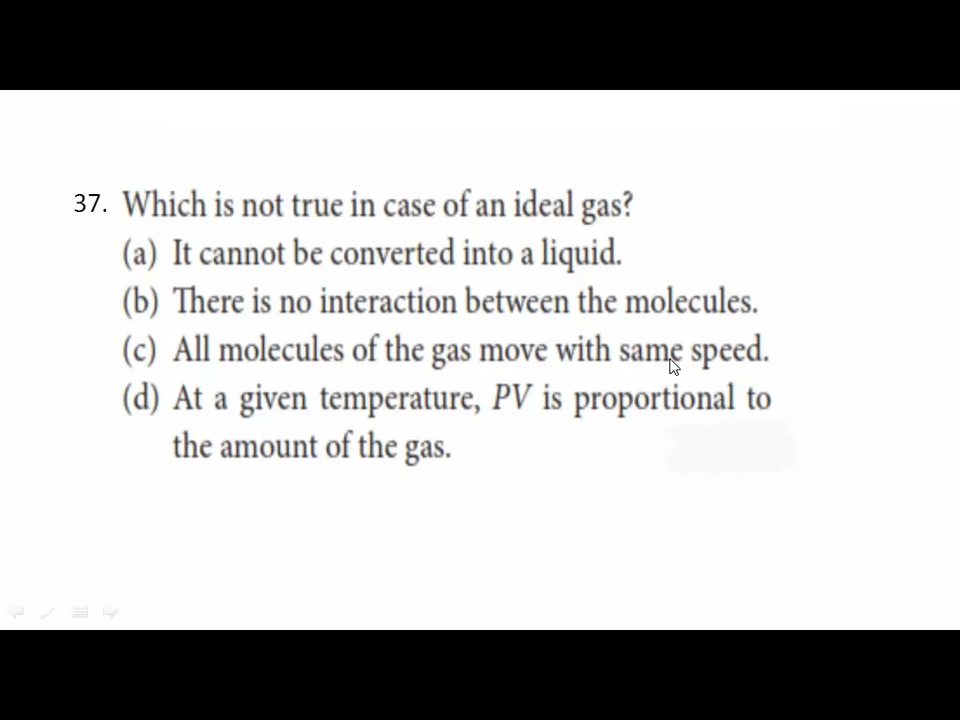 37. Which is not true in case of an ideal gas?
(a) It cannot be converted into a liquid.
(b) There is no interaction between the molecules.
(c) All molecules of the gas move with same speed.
(d) At a given temperature, PV is proportional to
the amount of the gas.